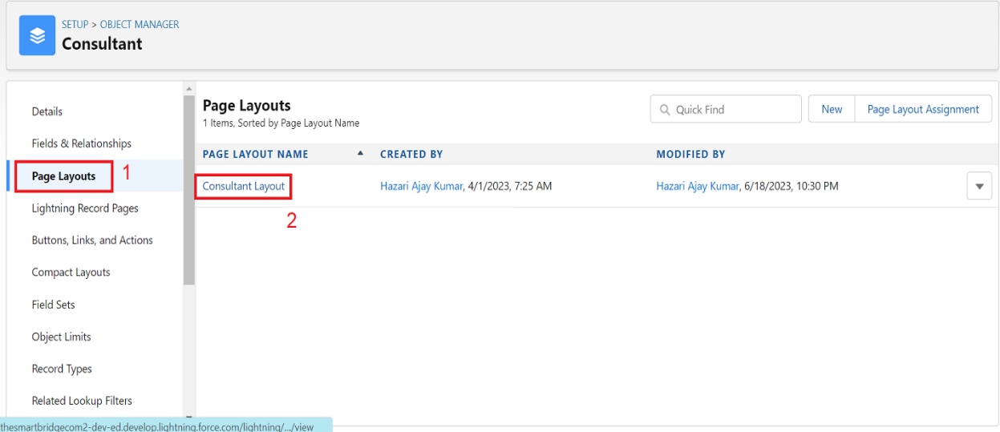 SETUP > OBJECT MANAGER
Consultant
Details
Fields & Relationships
Page Layouts 1
Lightning Record Pages
Buttons, Links, and Actions
Compact Layouts
Field Sets
Object Limits
Record Types
Related Lookup Filters
Page Layouts
1 Items, Sorted by Page Layout Name
Quick Find
New
Page Layout Assignment
PAGE LAYOUT NAME CREATED BY MODIFIED BY
Consultant Layout Hazari Ajay Kumar, 4/1/2023, 7:25 AM Hazari Ajay Kumar, 6/18/2023, 10:30 PM
2
thesmartbridgecom2-dev-ed.develop.lightning.force.com/lightning/.../view